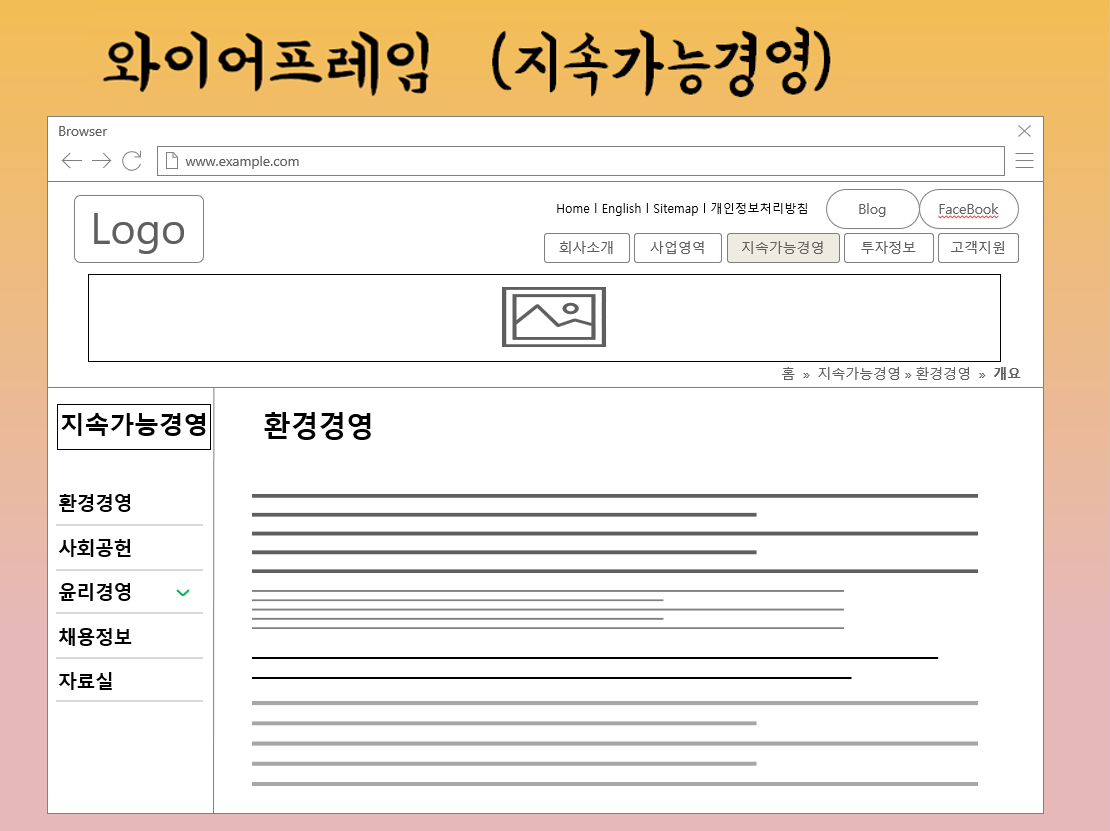 와이어프레임 (지속가능경영)
Browser
www.example.com
Logo
Home l English l Sitemap l 개인정보처리방침
Blog
FaceBook
회사소개 사업영역 지속가능경영 투자정보 고객지원
홈 » 지속가능경영 » 환경경영 » 개요
지속가능경영
환경경영
사회공헌
윤리경영
채용정보
자료실
환경경영